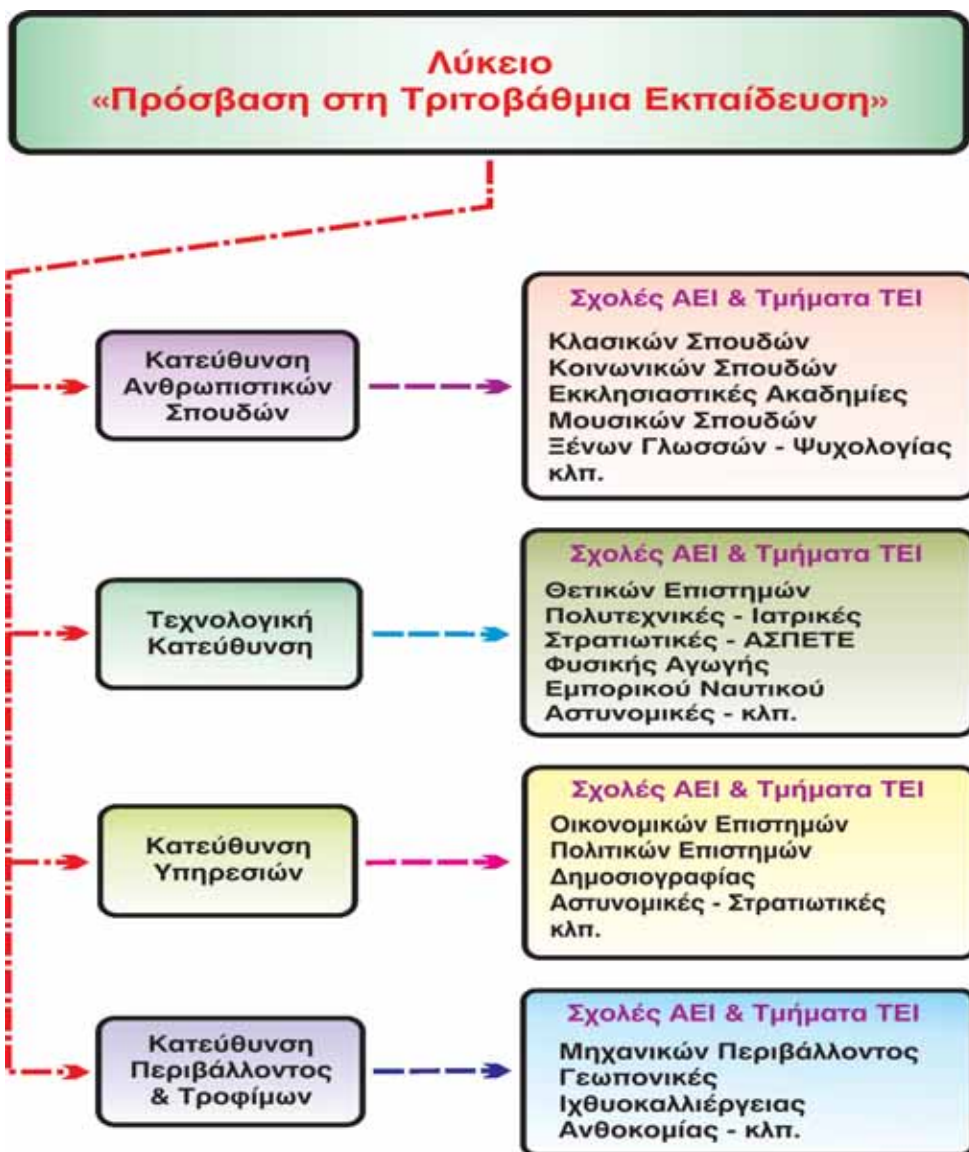 Λύκειο
«Πρόσβαση στη Τριτοβάθμια Εκπαίδευση»
Κατεύθυνση
Ανθρωπιστικών
Σπουδών
Σχολές ΑΕΙ & Τμήματα ΤΕΙ
Κλασικών Σπουδών
Κοινωνικών Σπουδών
Εκκλησιαστικές Ακαδημίες
Μουσικών Σπουδών
Ξένων Γλωσσών - Ψυχολογίας
κλπ.
Τεχνολογική
Κατεύθυνση
Σχολές ΑΕΙ & Τμήματα ΤΕΙ
Θετικών Επιστημών
Πολυτεχνικές - Ιατρικές
Στρατιωτικές - ΑΣΠΕΤΕ
Φυσικής Αγωγής
Εμπορικού Ναυτικού
Αστυνομικές - κλπ.
Κατεύθυνση
Υπηρεσιών
Σχολές ΑΕΙ & Τμήματα ΤΕΙ
Οικονομικών Επιστημών
Πολιτικών Επιστημών
Δημοσιογραφίας
Αστυνομικές - Στρατιωτικές
κλπ.
Κατεύθυνση
Περιβάλλοντος
& Τροφίμων
Σχολές ΑΕΙ & Τμήματα ΤΕΙ
Μηχανικών Περιβάλλοντος
Γεωπονικές
Ιχθυοκαλλιέργειας
Ανθοκομίας - κλπ.